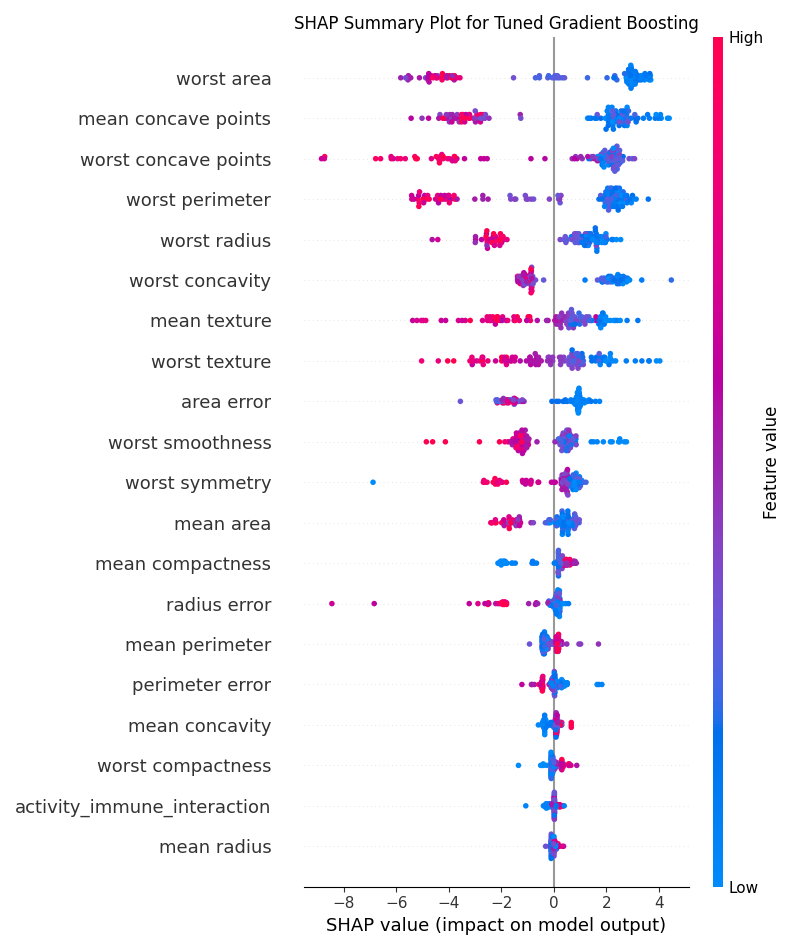 SHAP Summary Plot for Tuned Gradient Boosting
High
worst area
mean concave points
worst concave points
worst perimeter
worst radius
worst concavity
mean texture
worst texture
area error
worst smoothness
worst symmetry
mean area
mean compactness
radius error
mean perimeter
perimeter error
mean concavity
worst compactness
activity_immune_interaction
mean radius
Feature value
Low
−8 −6 −4 −2 0 2 4
SHAP value (impact on model output)